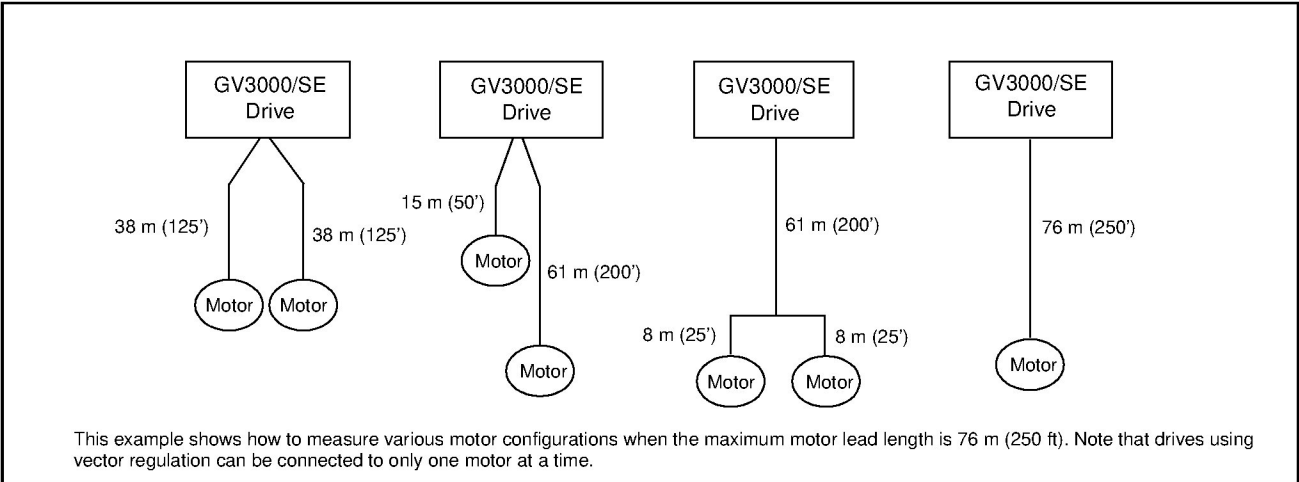 GV3000/SE
Drive
GV3000/SE
Drive
GV3000/SE
Drive
GV3000/SE
Drive
38 m (125’)
38 m (125’)
15 m (50’)
61 m (200’)
61 m (200’)
76 m (250’)
8 m (25’)
8 m (25’)
Motor
Motor
Motor
Motor
Motor
Motor
Motor
This example shows how to measure various motor configurations when the maximum motor lead length is 76 m (250 ft). Note that drives using
vector regulation can be connected to only one motor at a time.